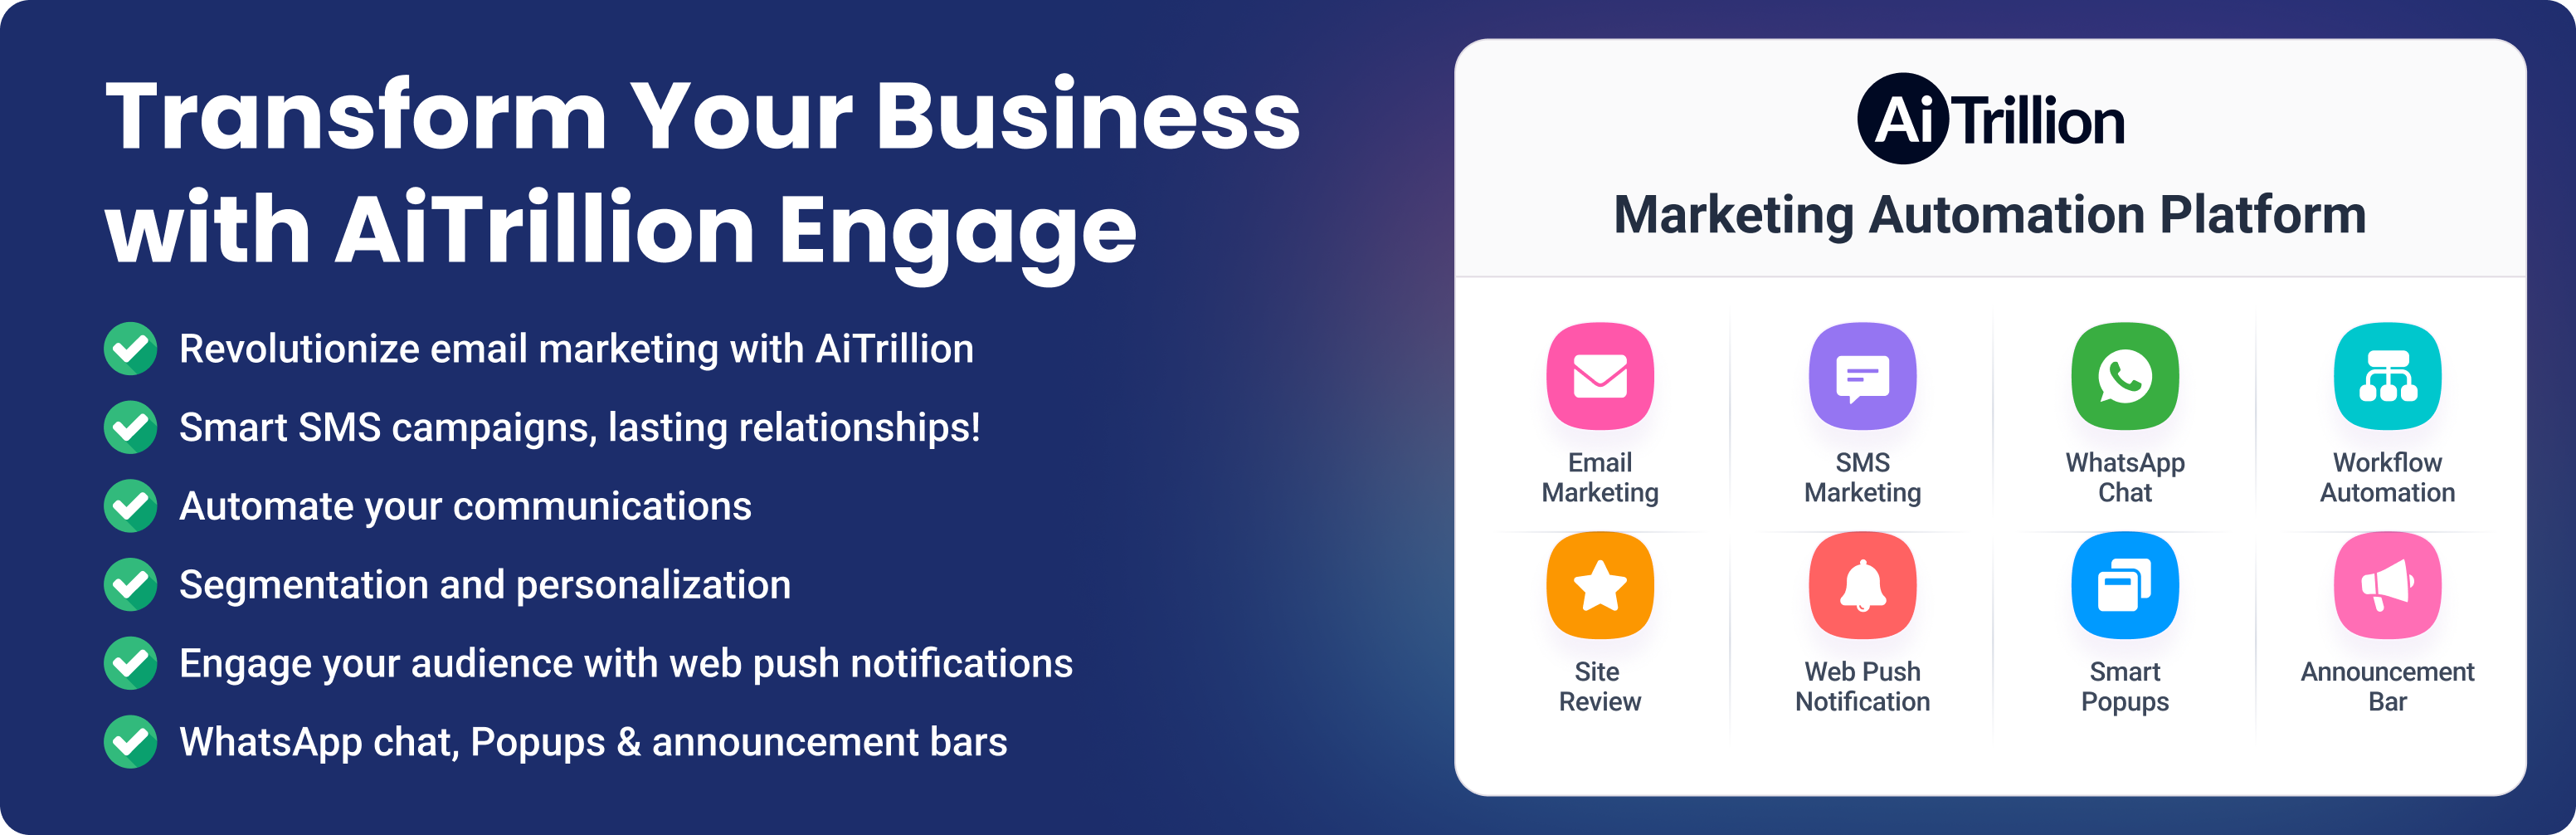 Transform Your Business
with AiTrillion Engage
Revolutionize email marketing with AiTrillion
Smart SMS campaigns, lasting relationships!
Automate your communications
Segmentation and personalization
Engage your audience with web push notifications
WhatsApp chat, Popups & announcement bars
AiTrillion
Marketing Automation Platform
Email
Marketing
SMS
Marketing
WhatsApp
Chat
Workflow
Automation
Site
Review
Web Push
Notification
Smart
Popups
Announcement
Bar